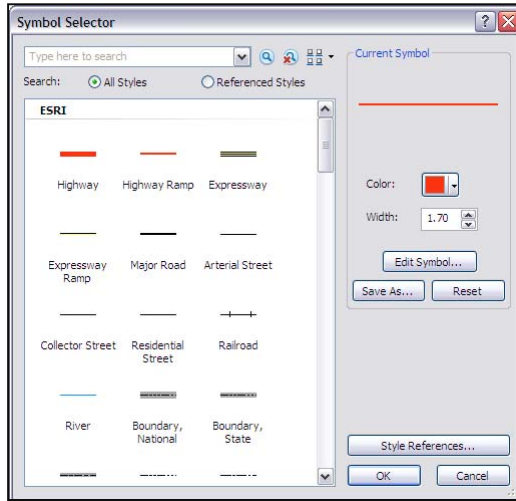 Symbol Selector
Type here to search
Search:
All Styles
Referenced Styles
ESRI
Highway
Highway Ramp
Expressway
Expressway
Ramp
Major Road
Arterial Street
Collector Street
Residential
Street
Railroad
River
Boundary,
National
Boundary,
State
Current Symbol
Color:
Width:
1.70
Edit Symbol...
Save As...
Reset
Style References...
OK
Cancel